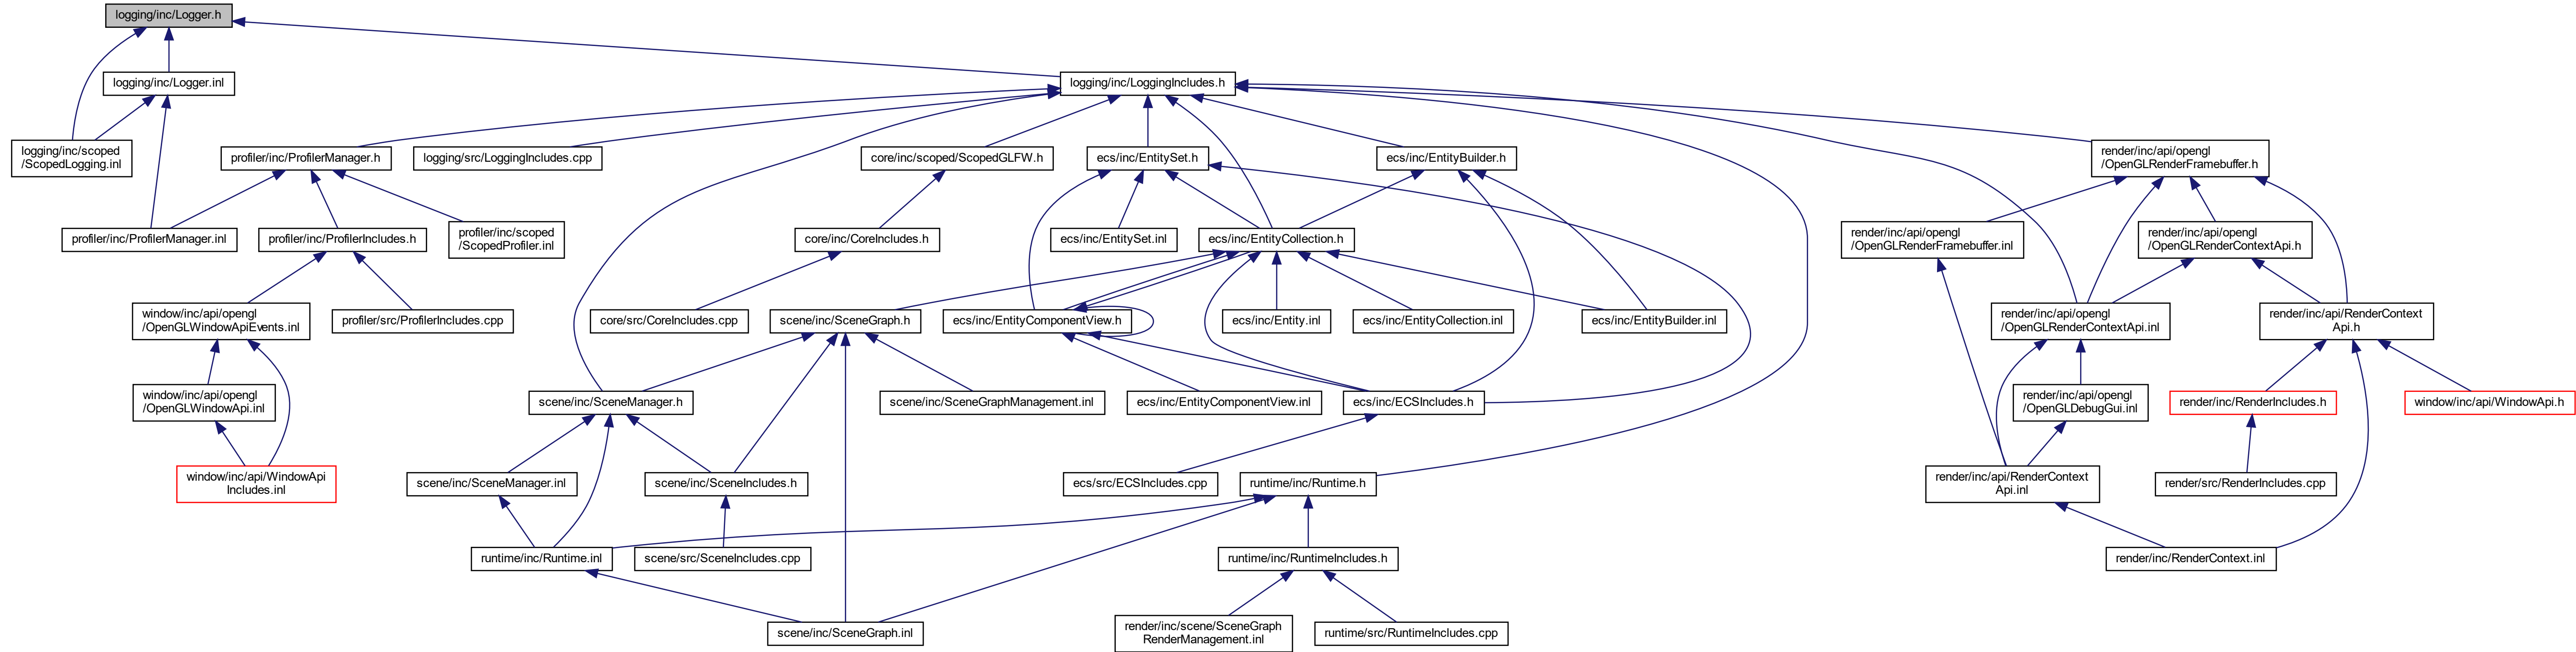 logging/inc/Logger.h
logging/inc/Logger.inl
logging/inc/LoggingIncludes.h
logging/inc/scoped
/ScopedLogging.inl
profiler/inc/ProfilerManager.h
logging/src/LoggingIncludes.cpp
core/inc/scoped/ScopedGLFW.h
ecs/inc/EntitySet.h
ecs/inc/EntityBuilder.h
render/inc/api/opengl
/OpenGLRenderFramebuffer.h
profiler/inc/ProfilerManager.inl
profiler/inc/ProfilerIncludes.h
profiler/inc/scoped
/ScopedProfiler.inl
core/inc/CoreIncludes.h
ecs/inc/EntitySet.inl
ecs/inc/EntityCollection.h
render/inc/api/opengl
/OpenGLRenderFramebuffer.inl
render/inc/api/opengl
/OpenGLRenderContextApi.h
window/inc/api/opengl
/OpenGLWindowApiEvents.inl
profiler/src/ProfilerIncludes.cpp
core/src/CoreIncludes.cpp
scene/inc/SceneGraph.h
ecs/inc/EntityComponentView.h
ecs/inc/Entity.inl
ecs/inc/EntityCollection.inl
ecs/inc/EntityBuilder.inl
render/inc/api/opengl
/OpenGLRenderContextApi.inl
render/inc/api/RenderContext
Api.h
window/inc/api/opengl
/OpenGLWindowApi.inl
scene/inc/SceneManager.h
scene/inc/SceneGraphManagement.inl
ecs/inc/EntityComponentView.inl
ecs/inc/ECSIncludes.h
render/inc/api/opengl
/OpenGLDebugGui.inl
render/inc/RenderIncludes.h
window/inc/api/WindowApi.h
window/inc/api/WindowApi
Includes.inl
scene/inc/SceneManager.inl
scene/inc/SceneIncludes.h
ecs/src/ECSIncludes.cpp
runtime/inc/Runtime.h
render/inc/api/RenderContext
Api.inl
render/src/RenderIncludes.cpp
runtime/inc/Runtime.inl
scene/src/SceneIncludes.cpp
runtime/inc/RuntimeIncludes.h
render/inc/RenderContext.inl
scene/inc/SceneGraph.inl
render/inc/scene/SceneGraph
RenderManagement.inl
runtime/src/RuntimeIncludes.cpp